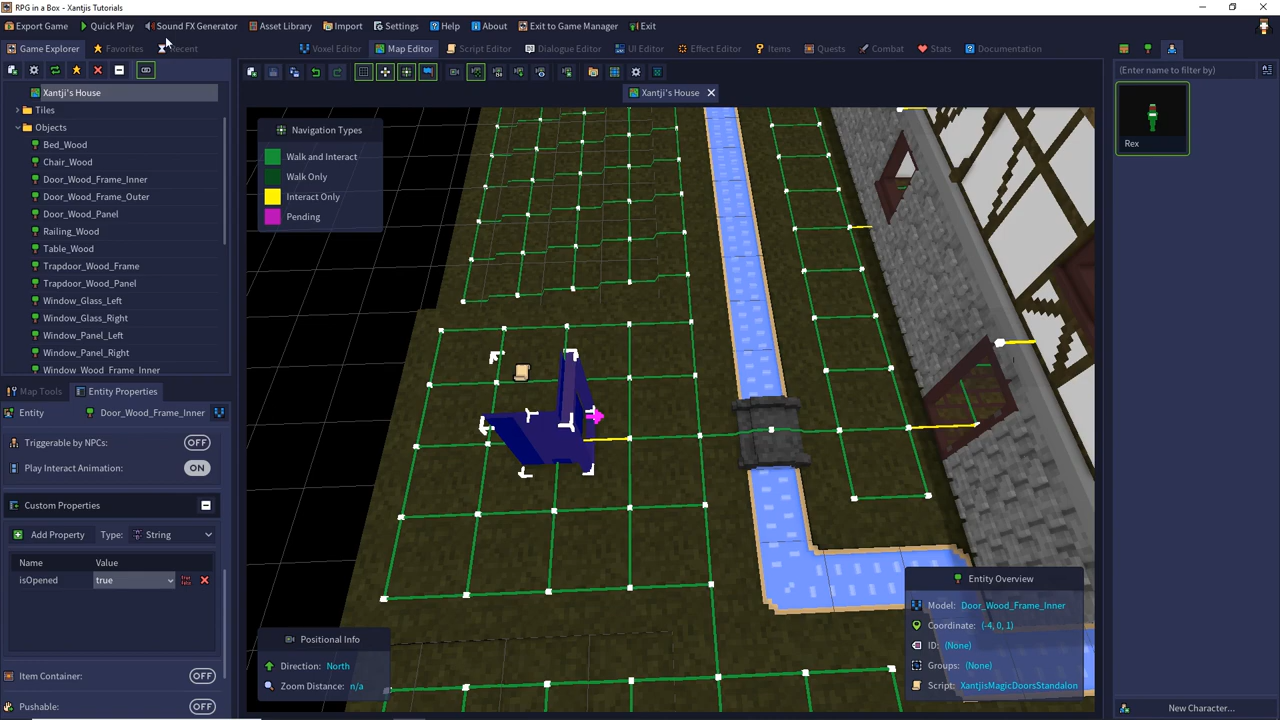 RPG in a Box - Xantjis Tutorials
Export Game Quick Play Sound FX Generator Asset Library Import Settings Help About Exit to Game Manager Exit
Game Explorer Favorites Recent Voxel Editor Map Editor Script Editor Dialogue Editor UI Editor Effect Editor Items Quests Combat Stats Documentation
(Enter name to filter by)
Xantji's House
Xantji's House
Tiles
Objects
Bed_Wood
Chair_Wood
Door_Wood_Frame_Inner
Door_Wood_Frame_Outer
Door_Wood_Panel
Railing_Wood
Table_Wood
Trapdoor_Wood_Frame
Trapdoor_Wood_Panel
Window_Glass_Left
Window_Glass_Right
Window_Panel_Left
Window_Panel_Right
Window_Wood_Frame_Inner
Map Tools Entity Properties
Entity Door_Wood_Frame_Inner
Triggerable by NPCs: OFF
Play Interact Animation: ON
Custom Properties
Add Property Type: String
Name Value
isOpened true
Item Container: OFF
Pushable: OFF
Navigation Types
Walk and Interact
Walk Only
Interact Only
Pending
Positional Info
Direction: North
Zoom Distance: n/a
Entity Overview
Model: Door_Wood_Frame_Inner
Coordinate: (-4, 0, 1)
ID: (None)
Groups: (None)
Script: XantjisMagicDoorsStandalon
Rex
New Character...